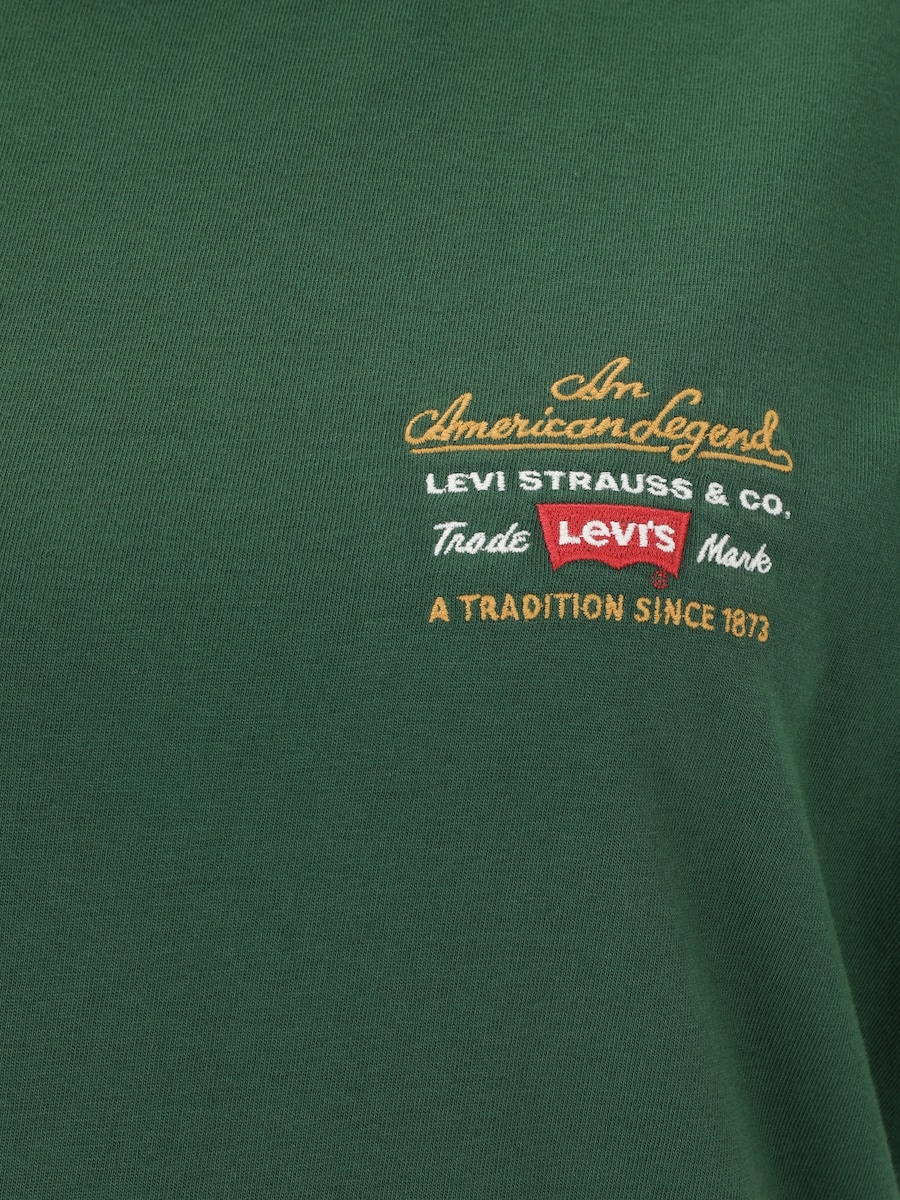 An
American Legend
LEVI STRAUSS & CO.
Trade Levi's Mark
®
A TRADITION SINCE 1873